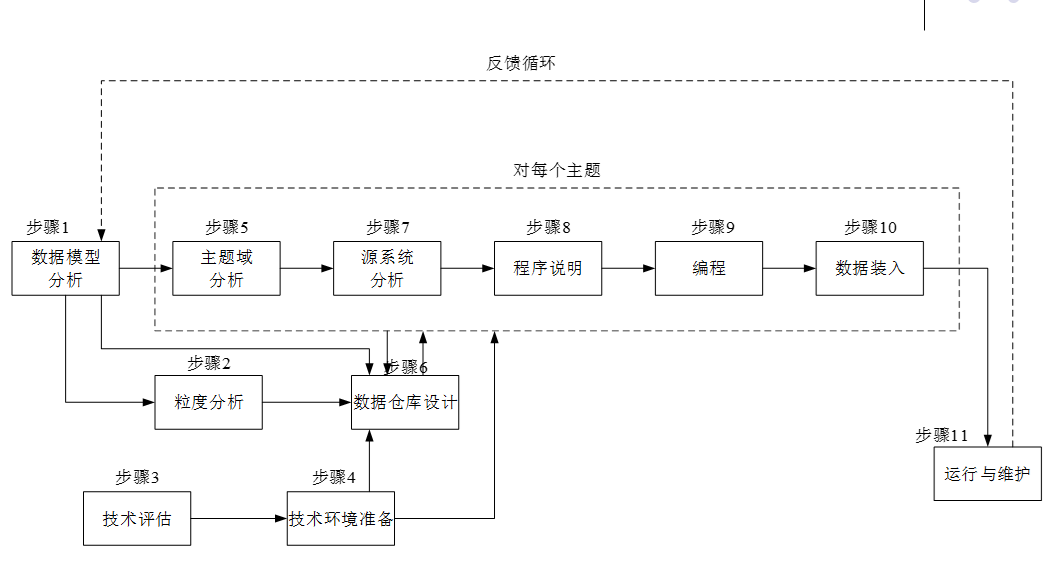 反馈循环
对每个主题
步骤1
数据模型
分析
步骤5
主题域
分析
步骤7
源系统
分析
步骤8
程序说明
步骤9
编程
步骤10
数据装入
步骤2
粒度分析
步骤6
数据仓库设计
步骤11
运行与维护
步骤3
技术评估
步骤4
技术环境准备